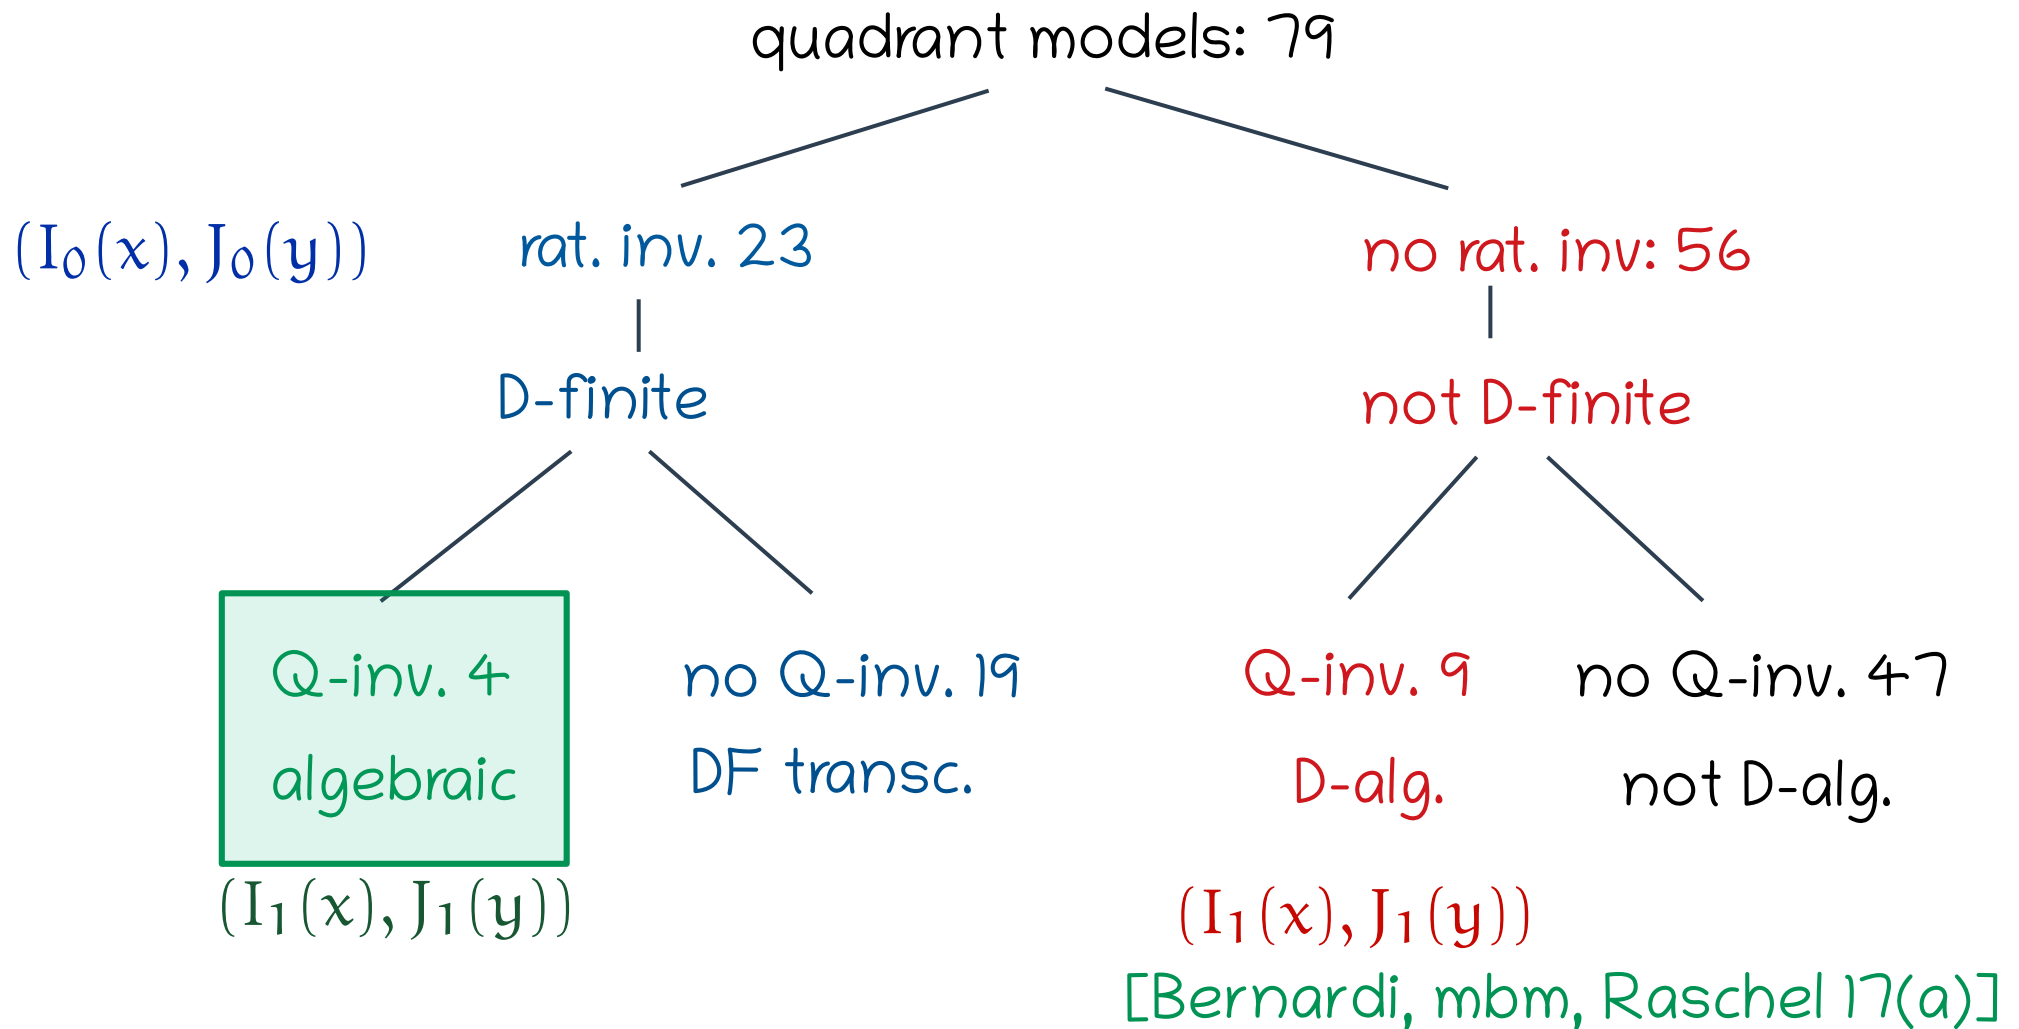 quadrant models: 79
(I₀(x), J₀(y))
rat. inv. 23
no rat. inv: 56
D-finite
not D-finite
Q-inv. 4
no Q-inv. 19
Q-inv. 9
no Q-inv. 47
algebraic
DF transc.
D-alg.
not D-alg.
(I₁(x), J₁(y))
(I₁(x), J₁(y))
[Bernardi, mbm, Raschel 17(a)]